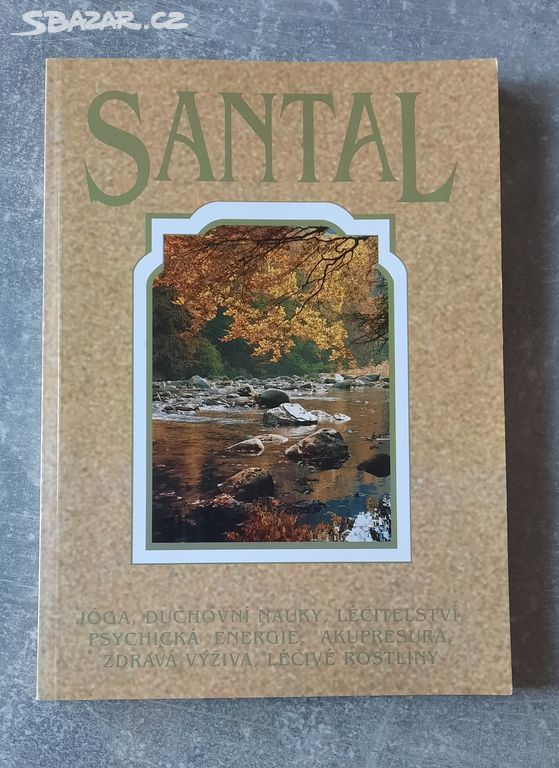 SBAZAR.CZ
SANTAL
JÓGA, DUCHOVNÍ NAUKY, LÉČITELSTVÍ,
PSYCHICKÁ ENERGIE, AKUPRESURA,
ZDRAVÁ VÝŽIVA, LÉČIVÉ ROSTLINY